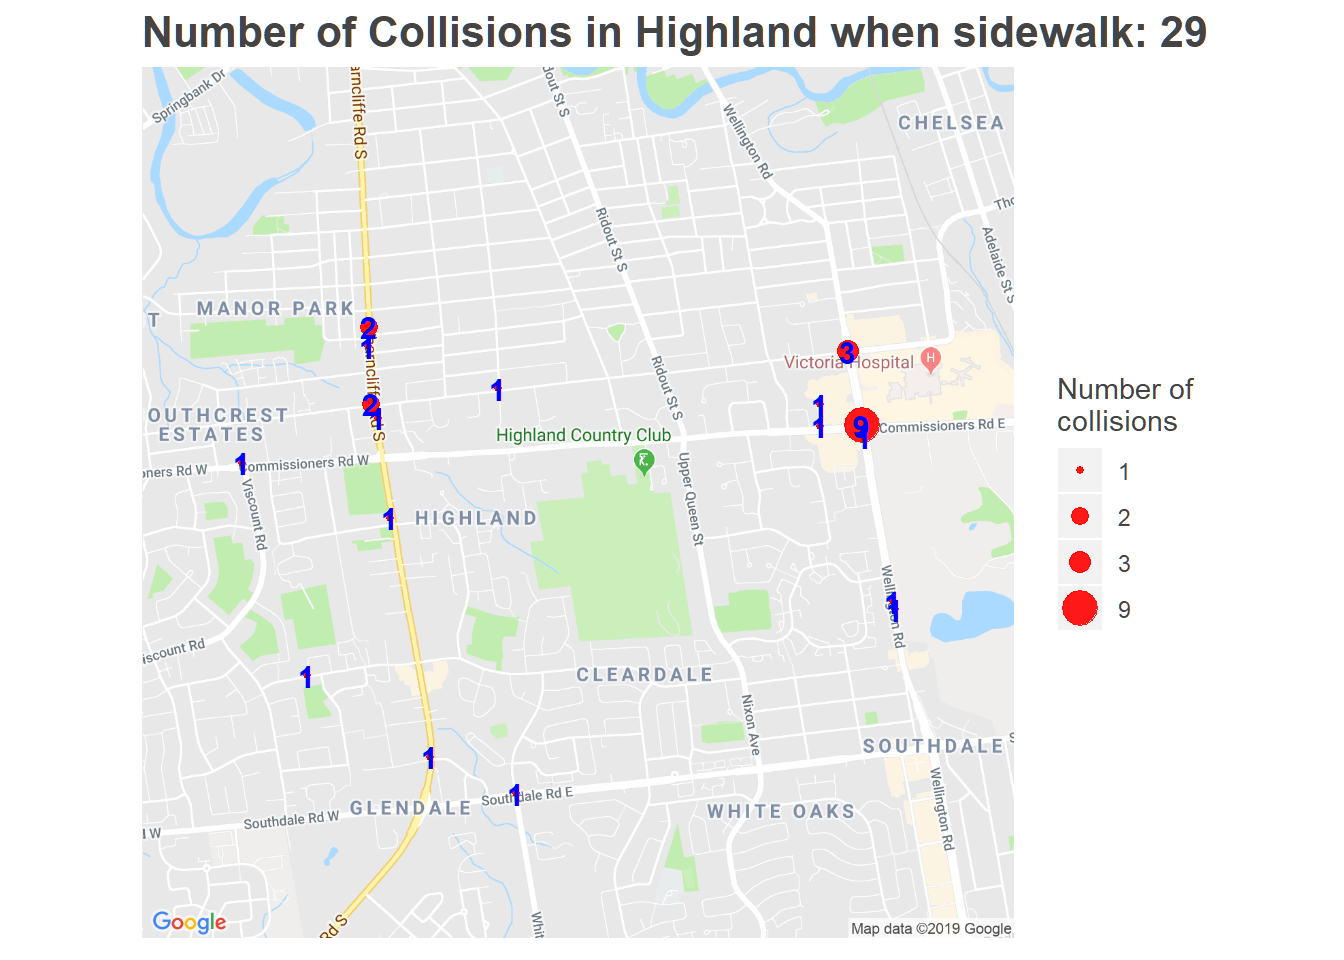 Number of Collisions in Highland when sidewalk: 29
Springbank Dr
arncliffe Rd S
dout St S
Wellington Rd
CHELSEA
Ridout St S
Adelaide St S
MANOR PARK
T
2
1
3
Victoria Hospital
H
Ridout St S
1
2
1
1
OUTHCREST
ESTATES
Highland Country Club
1
9
1
Commissioners Rd E
oners Rd W
1
Commissioners Rd W
Viscount Rd
Upper Queen St
1
HIGHLAND
Wellington Rd
1
1
iscount Rd
1
CLEARDALE
Nixon Ave
1
SOUTHDALE
S
Wellington Rd
1
Southdale Rd E
GLENDALE
WHITE OAKS
Southdale Rd W
d W
Rd S
Whit
Google
Map data ©2019 Google
Number of
collisions
1
2
3
9